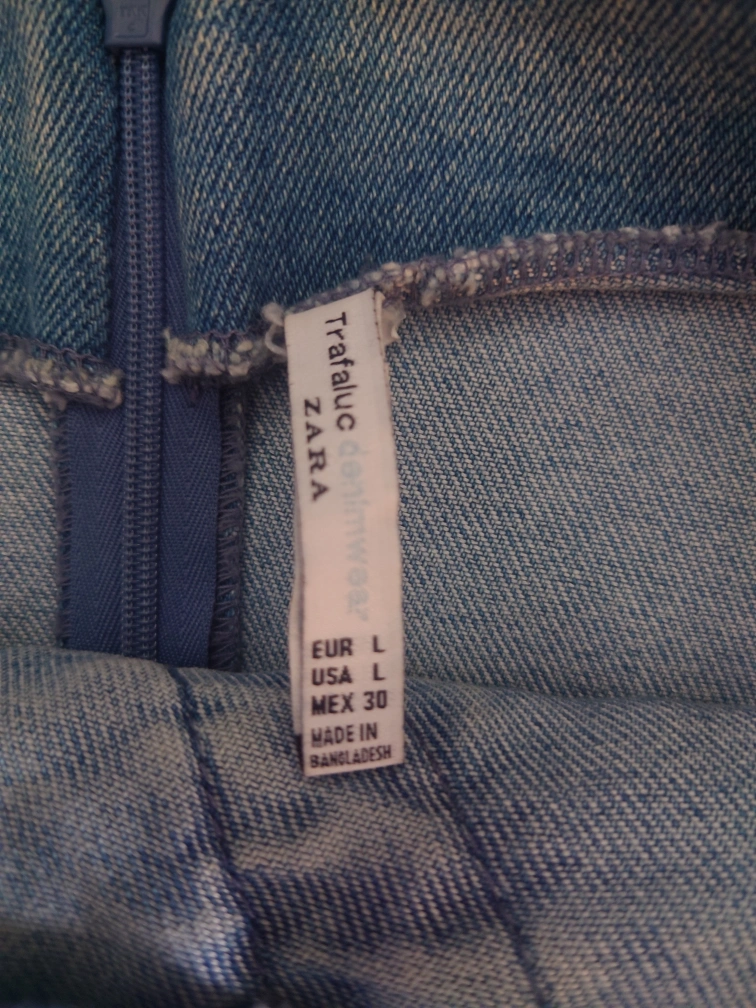 Trafaluc denimwear
ZARA
EUR L
USA L
MEX 30
MADE IN
BANGLADESH